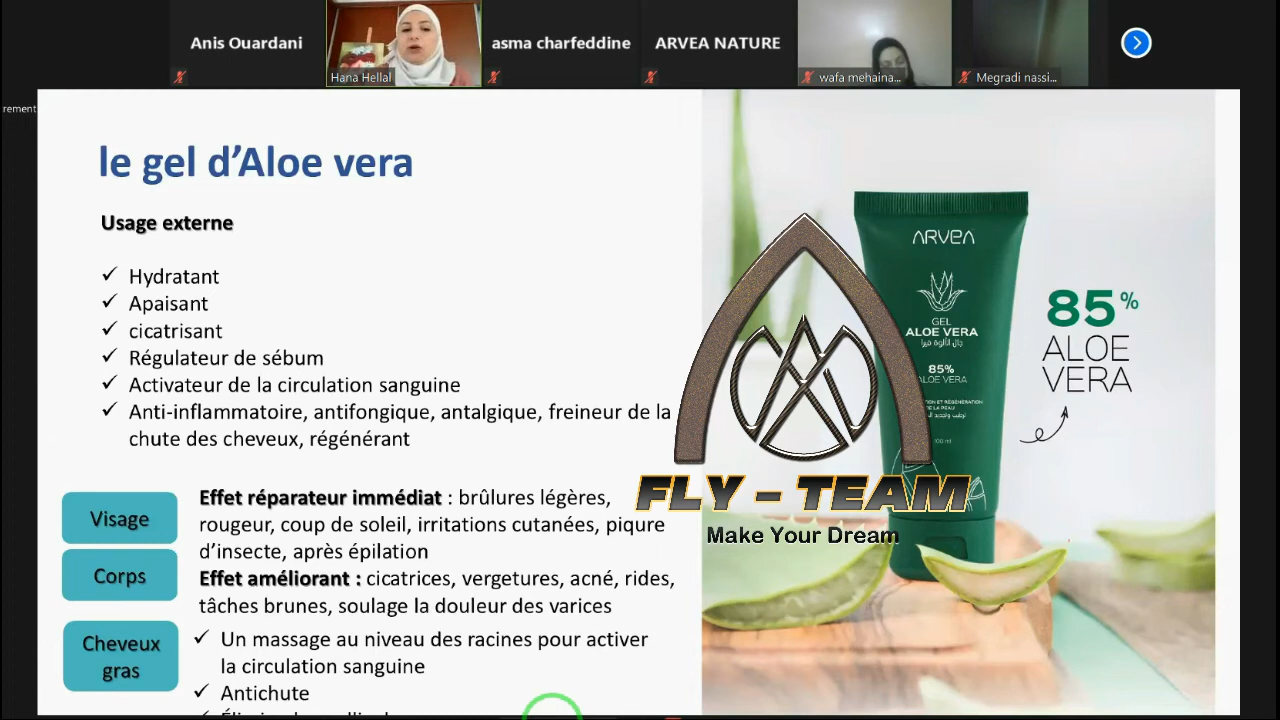 Anis Ouardani
Hana Hellal
asma charfeddine
ARVEA NATURE
wafa mehaina...
Megradi nassi...
rement
le gel d’Aloe vera
Usage externe
✓ Hydratant
✓ Apaisant
✓ cicatrisant
✓ Régulateur de sébum
✓ Activateur de la circulation sanguine
✓ Anti-inflammatoire, antifongique, antalgique, freineur de la
chute des cheveux, régénérant
Visage
Corps
Effet réparateur immédiat : brûlures légères,
rougeur, coup de soleil, irritations cutanées, piqure
d’insecte, après épilation
Effet améliorant : cicatrices, vergetures, acné, rides,
tâches brunes, soulage la douleur des varices
Cheveux
gras
✓ Un massage au niveau des racines pour activer
la circulation sanguine
✓ Antichute
ARVEA
GEL
ALOE VERA
جال الألوة فيرا
85%
ALOE VERA
100 ml
85%
ALOE
VERA
FLY - TEAM
Make Your Dream